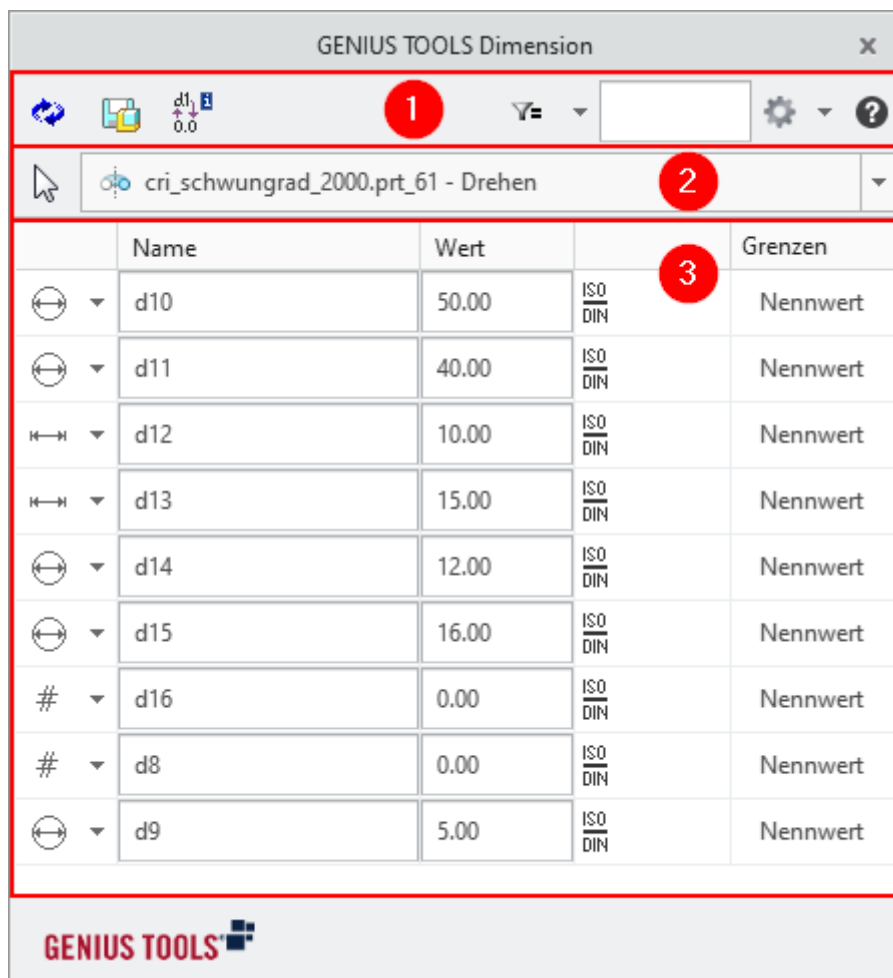 GENIUS TOOLS Dimension
d1 i
0.0
1
?
cri_schwungrad_2000.prt_61 - Drehen
2
Name Wert Grenzen
3
d10 50.00 ISO DIN Nennwert
d11 40.00 ISO DIN Nennwert
d12 10.00 ISO DIN Nennwert
d13 15.00 ISO DIN Nennwert
d14 12.00 ISO DIN Nennwert
d15 16.00 ISO DIN Nennwert
# d16 0.00 ISO DIN Nennwert
# d8 0.00 ISO DIN Nennwert
d9 5.00 ISO DIN Nennwert
GENIUS TOOLS